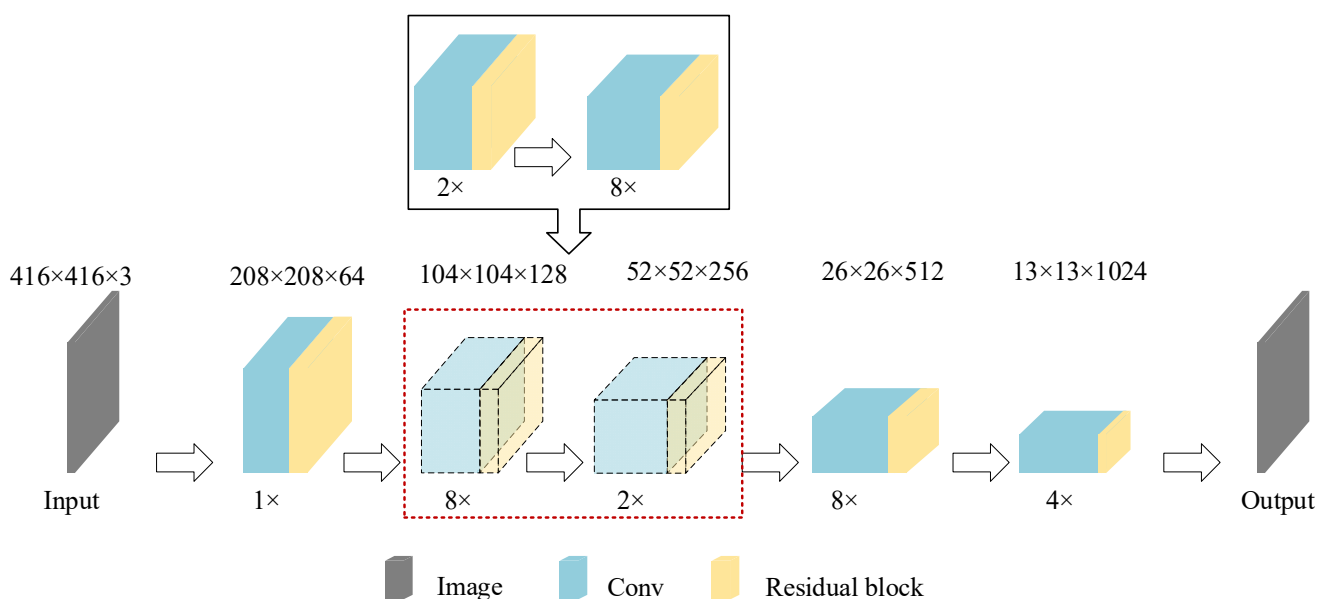 2× 8×
416×416×3 208×208×64 104×104×128 52×52×256 26×26×512 13×13×1024
Input 1× 8× 2× 8× 4× Output
Image Conv Residual block